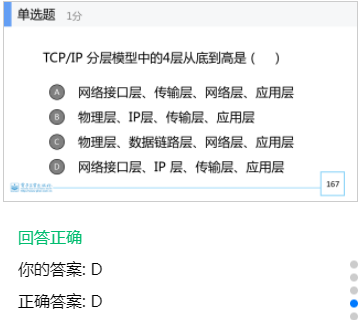 单选题 1分
TCP/IP 分层模型中的4层从底到高是 ( )
A 网络接口层、传输层、网络层、应用层
B 物理层、IP层、传输层、应用层
C 物理层、数据链路层、网络层、应用层
D 网络接口层、IP 层、传输层、应用层
167
回答正确
你的答案: D
正确答案: D